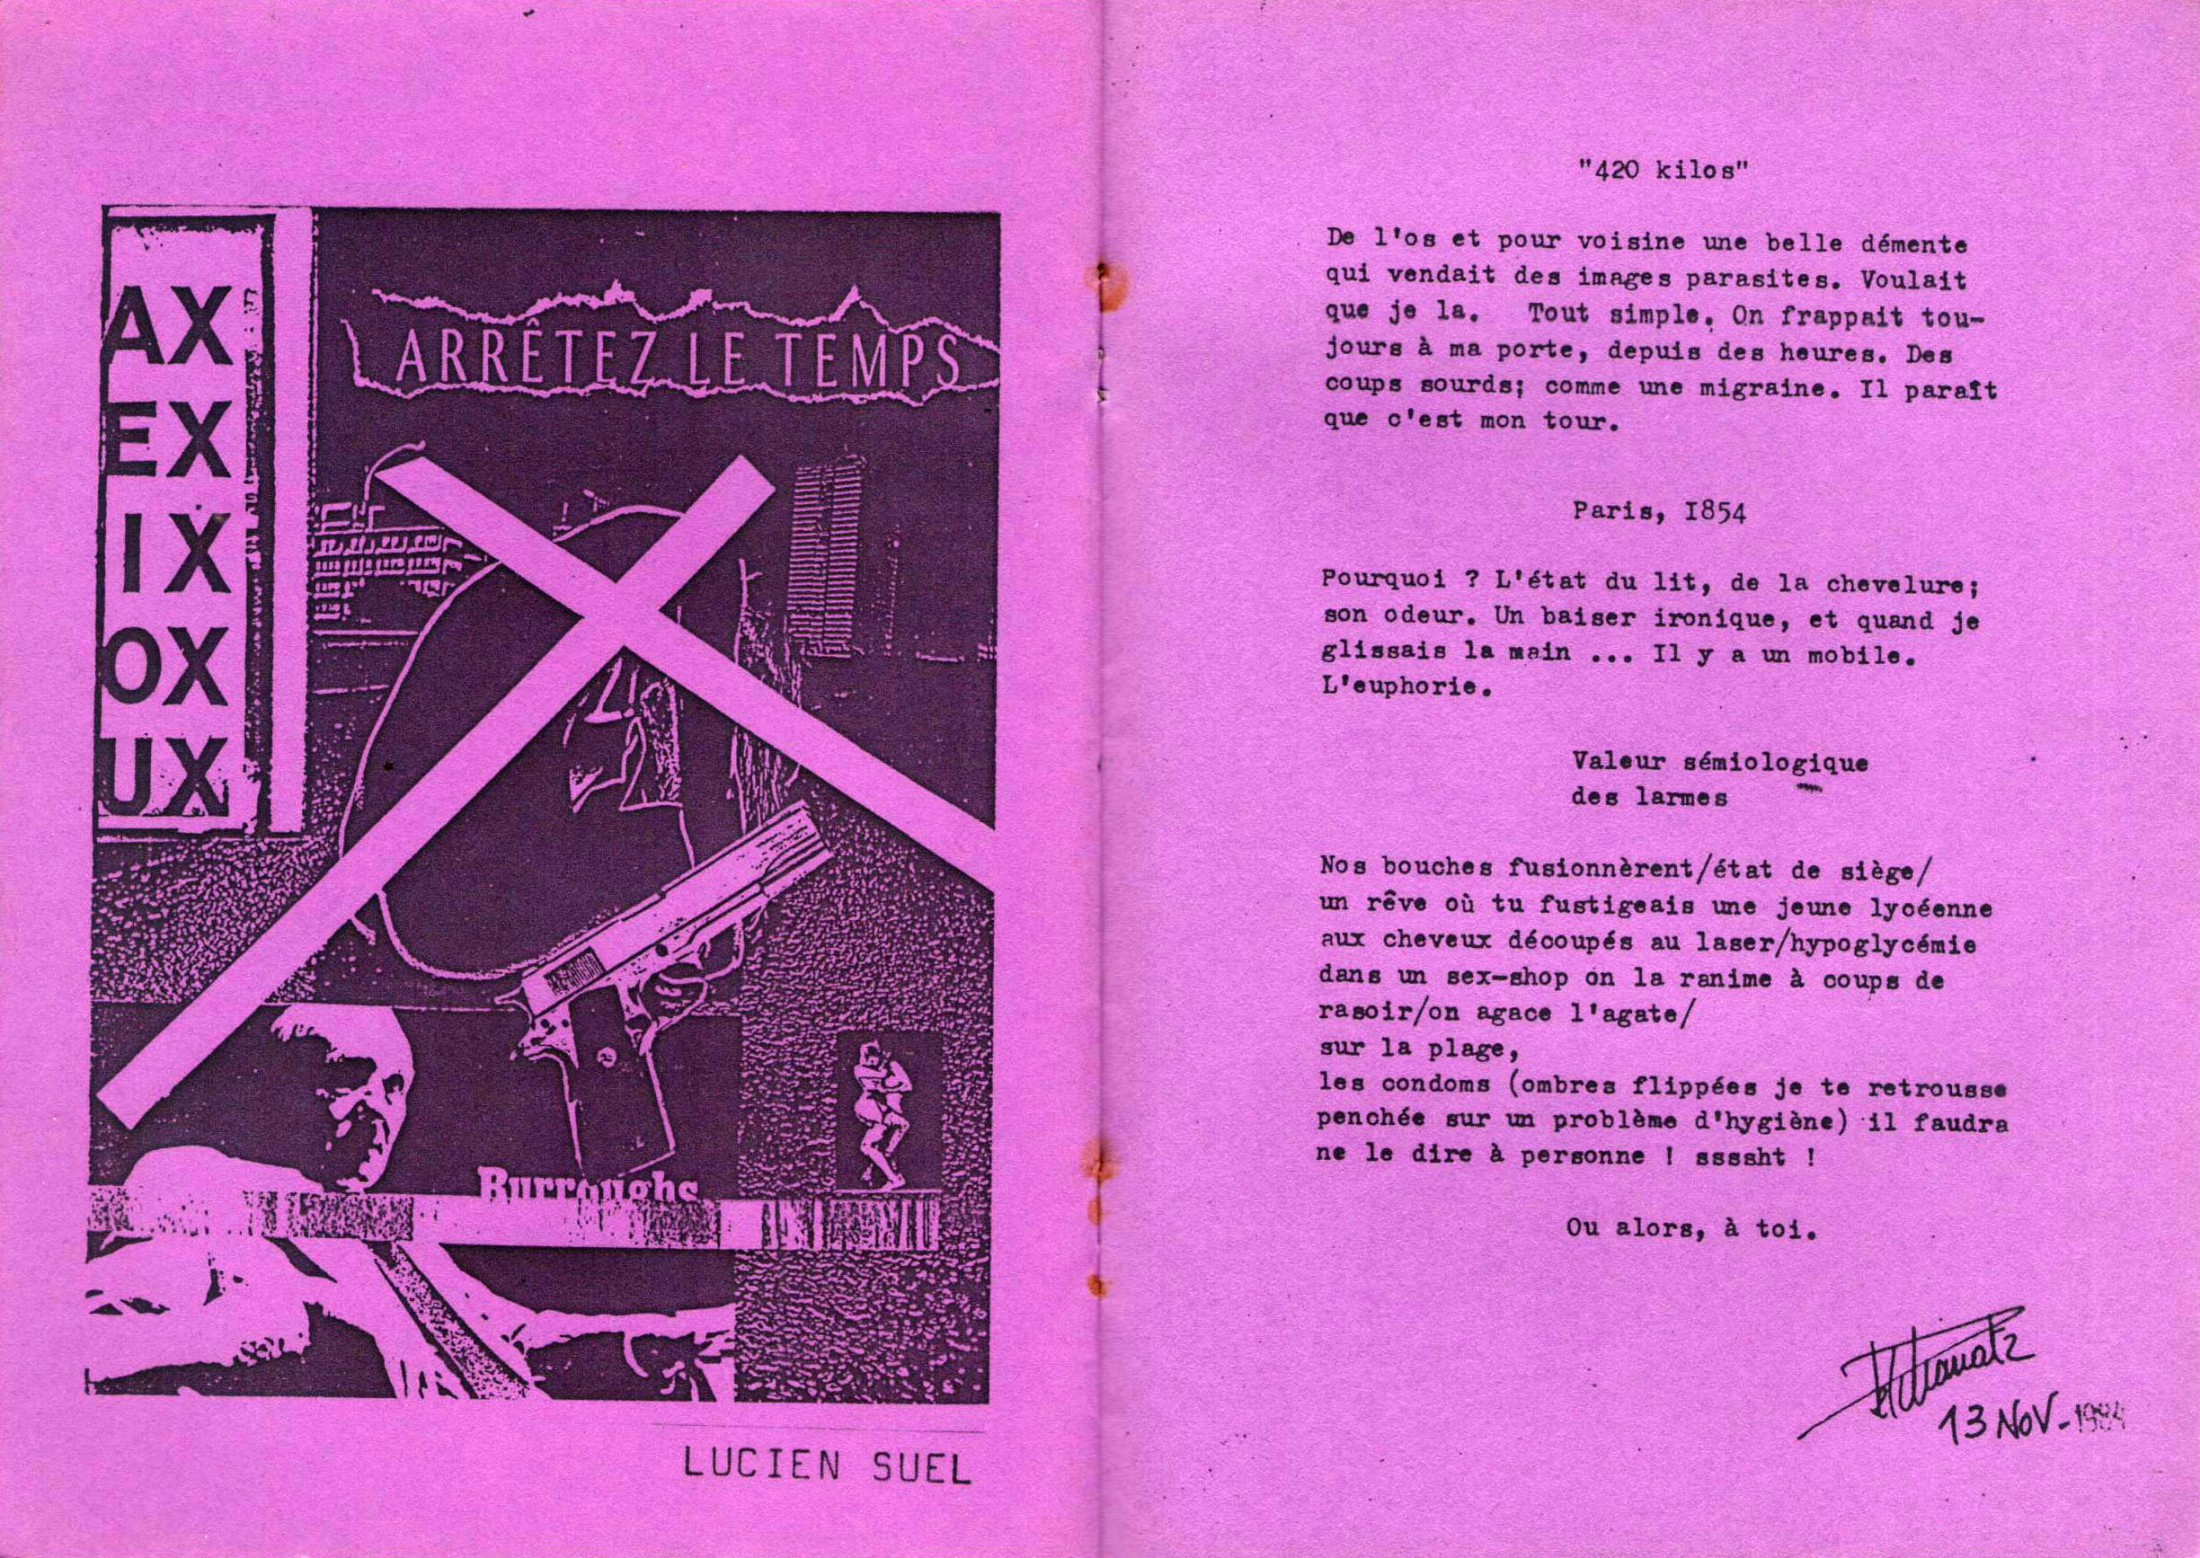 AX
EX
IX
OX
UX
ARRÊTEZ LE TEMPS
Burroughs
LUCIEN SUEL
"420 kilos"
De l'os et pour voisine une belle démente
qui vendait des images parasites. Voulait
que je la.  Tout simple. On frappait tou-
jours à ma porte, depuis des heures. Des
coups sourds; comme une migraine. Il paraît
que c'est mon tour.
Paris, I854
Pourquoi ? L'état du lit, de la chevelure;
son odeur. Un baiser ironique, et quand je
glissais la main ... Il y a un mobile.
L'euphorie.
Valeur sémiologique
des larmes
Nos bouches fusionnèrent/état de siège/
un rêve où tu fustigeais une jeune lycéenne
aux cheveux découpés au laser/hypoglycémie
dans un sex-shop on la ranime à coups de
rasoir/on agace l'agate/
sur la plage,
les condoms (ombres flippées je te retrousse
penchée sur un problème d'hygiène) il faudra
ne le dire à personne ! ssssht !
Ou alors, à toi.
13 NOV - 1984